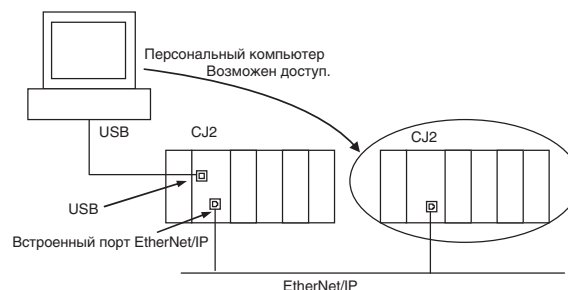 Персональный компьютер
Возможен доступ.
USB
CJ2
CJ2
USB
Встроенный порт EtherNet/IP
EtherNet/IP